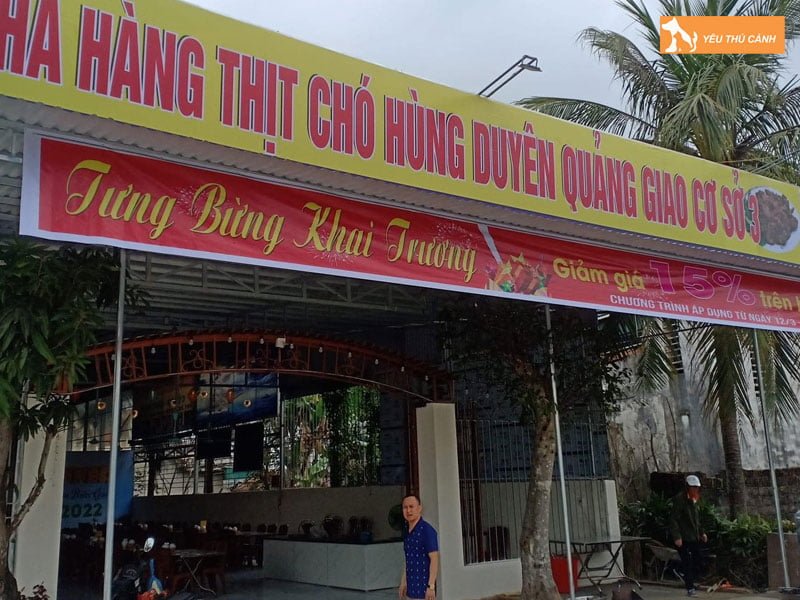 YÊU THÚ CẢNH
HÀ HÀNG THỊT CHÓ HÙNG DUYÊN QUẢNG GIAO CƠ SỞ 3
Tưng Bừng Khai Trương
Giảm giá 15% trên
CHƯƠNG TRÌNH ÁP DỤNG TỪ NGÀY 12/3
2022